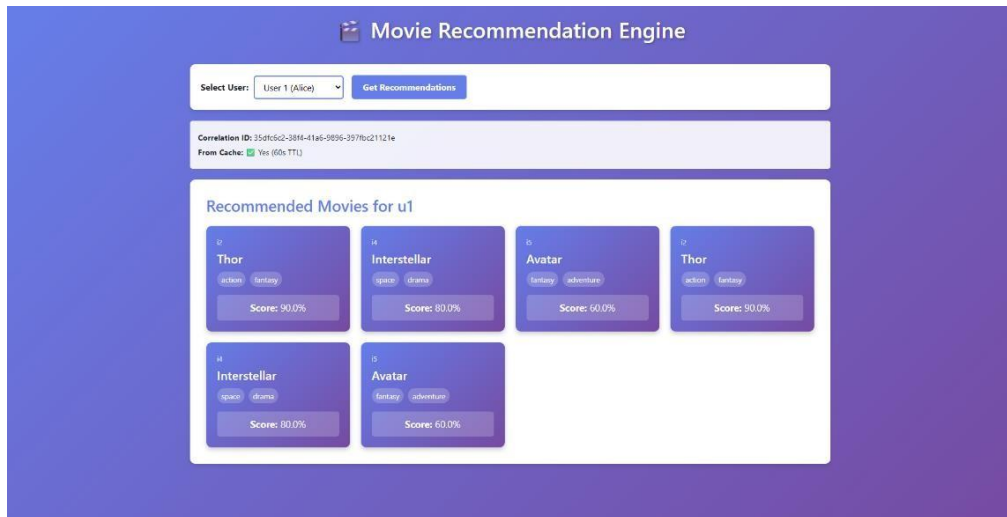 🎬 Movie Recommendation Engine
Select User: User 1 (Alice) Get Recommendations
Correlation ID: 35dfc6c2-38f4-41a6-9896-397fbc21121e
From Cache: ✅ Yes (60s TTL)
Recommended Movies for u1
i2
Thor
action fantasy
Score: 90.0%
i4
Interstellar
space drama
Score: 80.0%
i5
Avatar
fantasy adventure
Score: 60.0%
i2
Thor
action fantasy
Score: 90.0%
i4
Interstellar
space drama
Score: 80.0%
i5
Avatar
fantasy adventure
Score: 60.0%